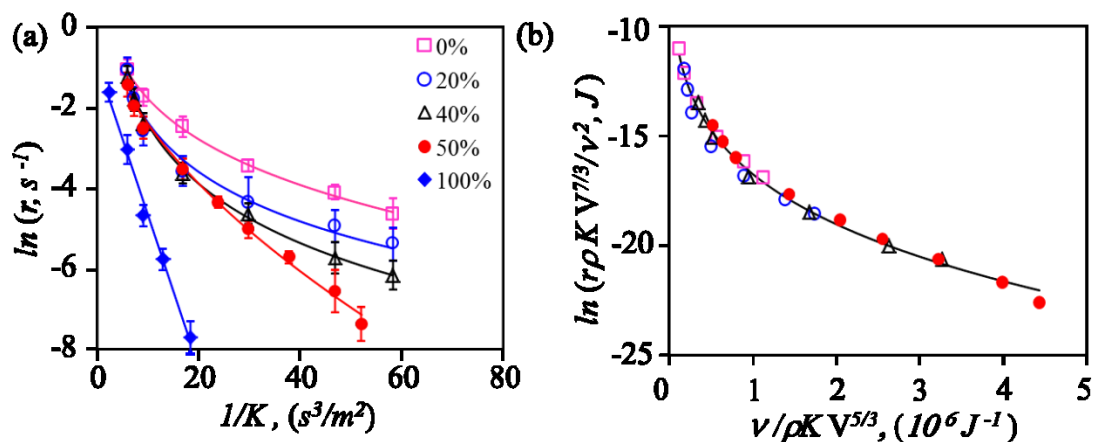 (a)
ln (r, s⁻¹)
0
-2
-4
-6
-8
0 20 40 60 80
1/K , (s³/m²)
0%
20%
40%
50%
100%
(b)
ln (rρ K V^{7/3}/ν², J)
-10
-15
-20
-25
0 1 2 3 4 5
ν/ρK V^{5/3}, (10⁶ J⁻¹)